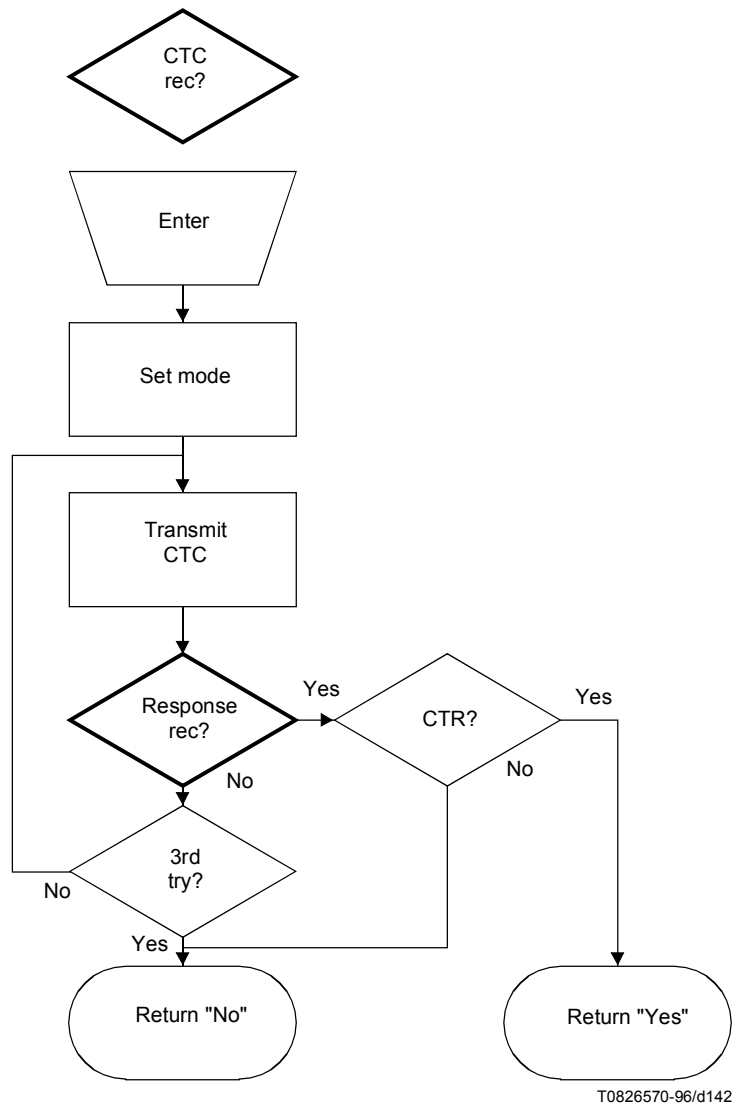 CTC
rec?
Enter
Set mode
Transmit
CTC
Response
rec?
Yes
CTR?
Yes
No
No
3rd
try?
No
Yes
Return "No"
Return "Yes"
T0826570-96/d142